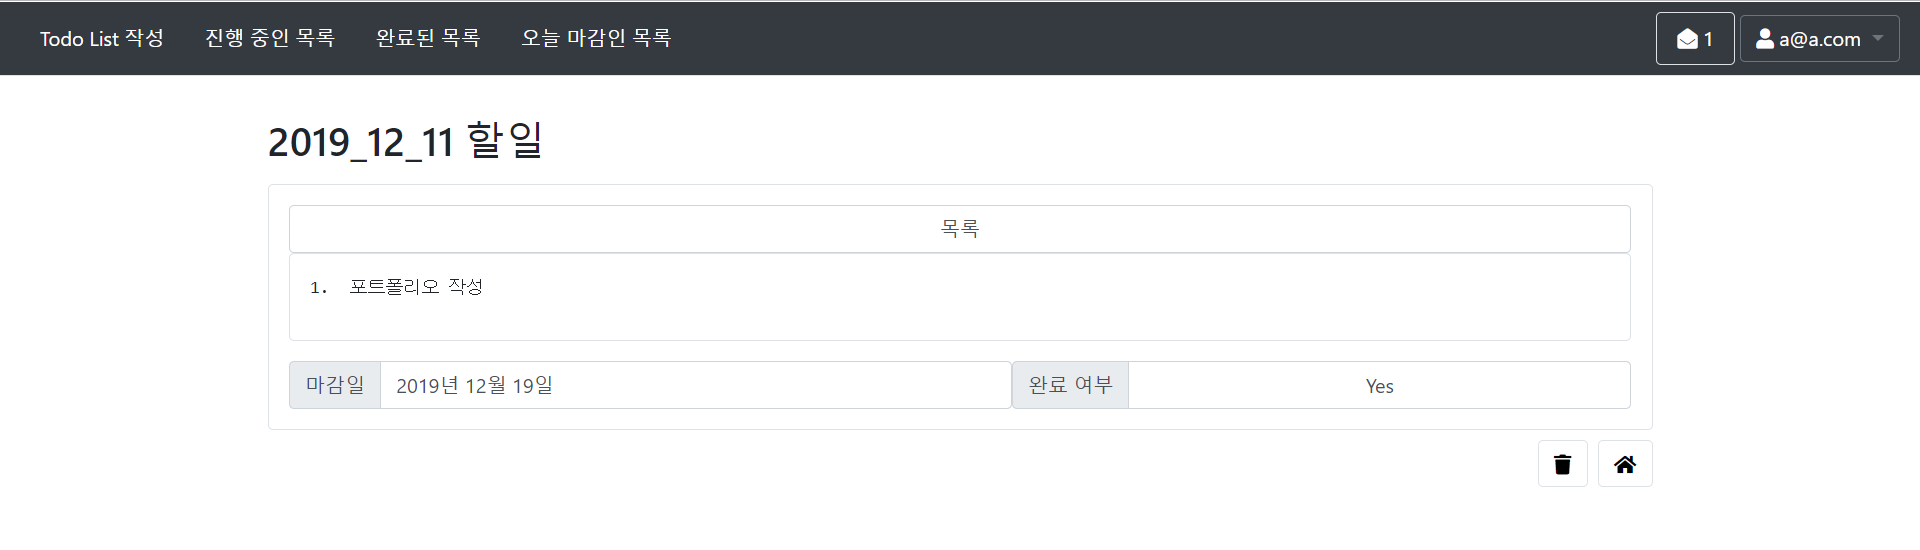 Todo List 작성 진행 중인 목록 완료된 목록 오늘 마감인 목록 1 a@a.com
2019_12_11 할일
목록
1. 포트폴리오 작성
마감일 2019년 12월 19일 완료 여부 Yes